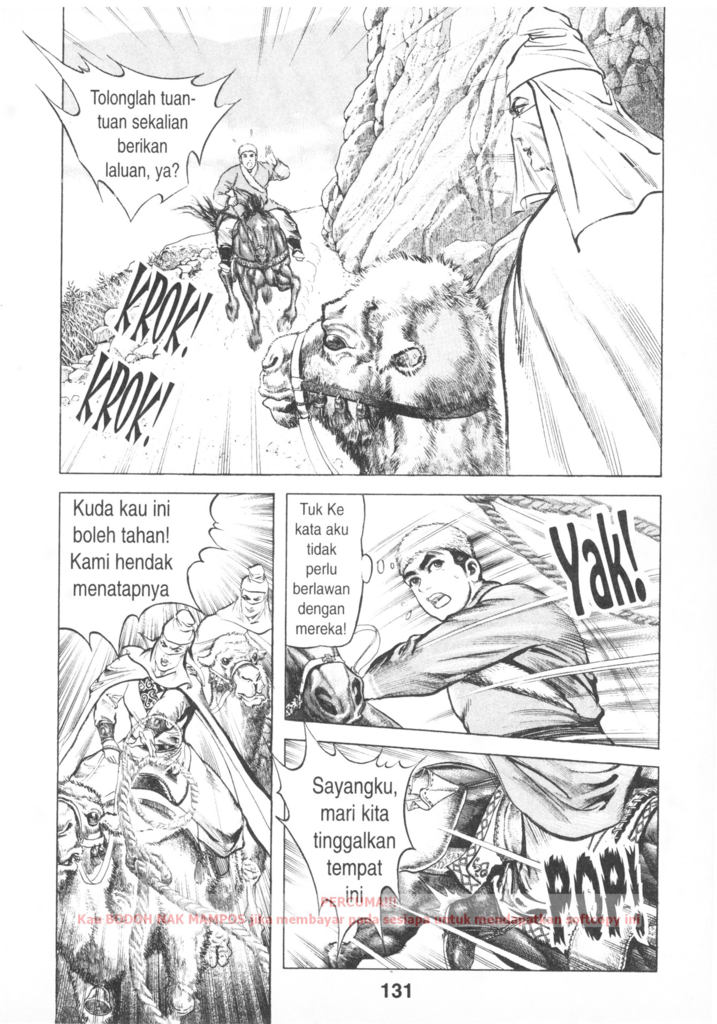 Tolonglah tuan-
tuan sekalian
berikan
laluan, ya?
KROK!
KROK!
Kuda kau ini
boleh tahan!
Kami hendak
menatapnya
Tuk Ke
kata aku
tidak
perlu
berlawan
dengan
mereka!
Yak!
Sayangku,
mari kita
tinggalkan
tempat
ini
POP!
PERCUMA!!!
Kau BODOH NAK MAMPOS jika membayar pada sesiapa untuk mendapatkan softcopy ini
131